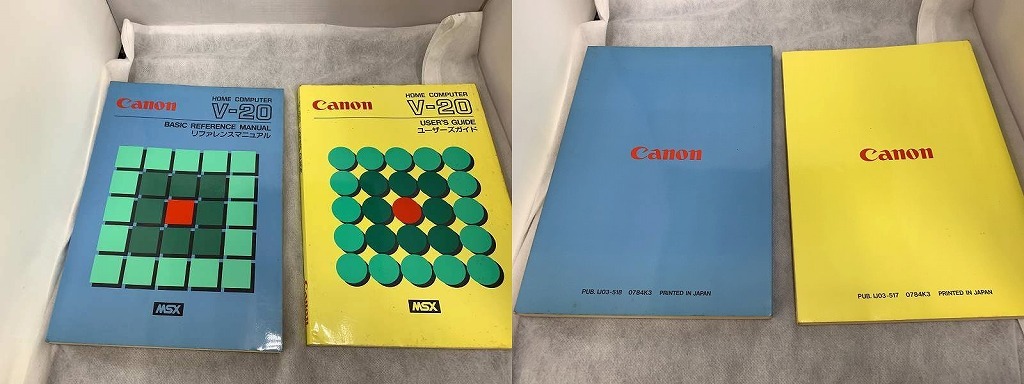 Canon
HOME COMPUTER
V-20
BASIC REFERENCE MANUAL
リファレンスマニュアル
MSX
Canon
HOME COMPUTER
V-20
USER'S GUIDE
ユーザーズガイド
MSX
Canon
PUB. IJ03-518 0784K3 PRINTED IN JAPAN
Canon
PUB. IJ03-517 0784K3 PRINTED IN JAPAN